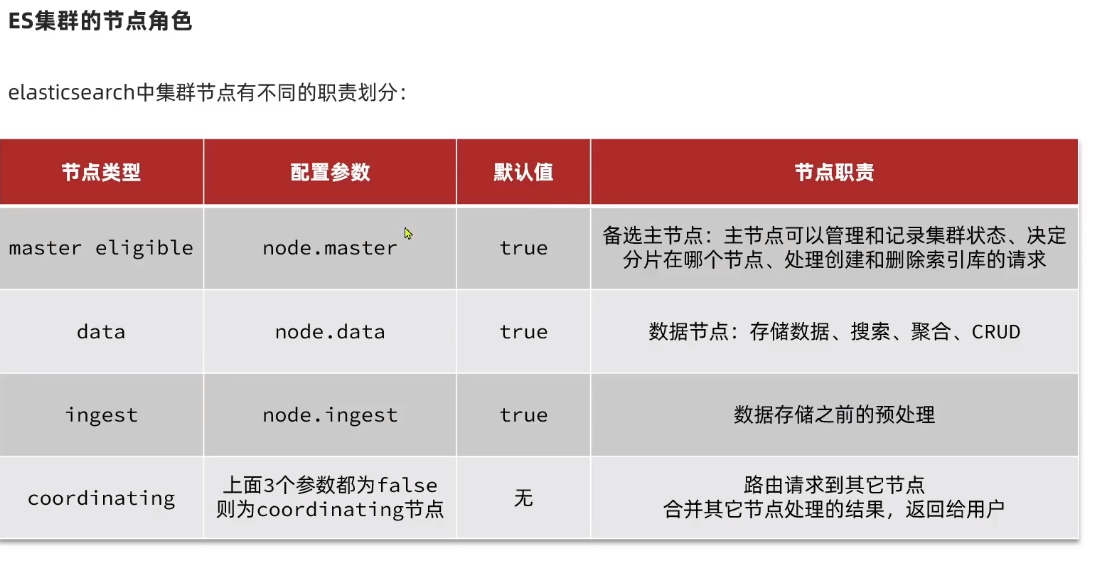 ES集群的节点角色
elasticsearch中集群节点有不同的职责划分：
节点类型 配置参数 默认值 节点职责
master eligible node.master true 备选主节点：主节点可以管理和记录集群状态、决定
分片在哪个节点、处理创建和删除索引库的请求
data node.data true 数据节点：存储数据、搜索、聚合、CRUD
ingest node.ingest true 数据存储之前的预处理
coordinating 上面3个参数都为false
则为coordinating节点 无 路由请求到其它节点
合并其它节点处理的结果，返回给用户